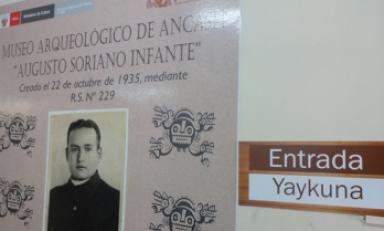 MUSEO ARQUEOLÓGICO DE ANCASH
"AUGUSTO SORIANO INFANTE"
Creado el 22 de octubre de 1935, mediante
R.S. N° 229
Entrada
Yaykuna